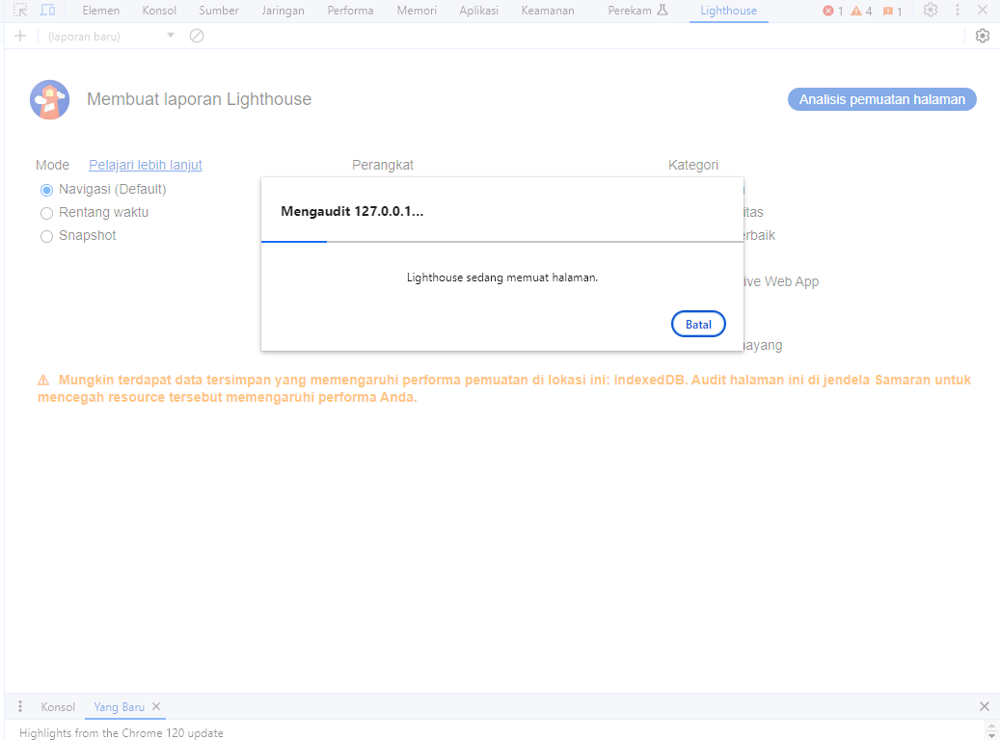 Elemen Konsol Sumber Jaringan Performa Memori Aplikasi Keamanan Perekam Lighthouse 1 4 1
(laporan baru)
Membuat laporan Lighthouse
Analisis pemuatan halaman
Mode Pelajari lebih lanjut Perangkat Kategori
Navigasi (Default)
Rentang waktu itas
Snapshot erbaik
Mengaudit 127.0.0.1...
Lighthouse sedang memuat halaman.
ive Web App
Batal
ayang
Mungkin terdapat data tersimpan yang memengaruhi performa pemuatan di lokasi ini: IndexedDB. Audit halaman ini di jendela Samaran untuk
mencegah resource tersebut memengaruhi performa Anda.
Konsol Yang Baru
Highlights from the Chrome 120 update